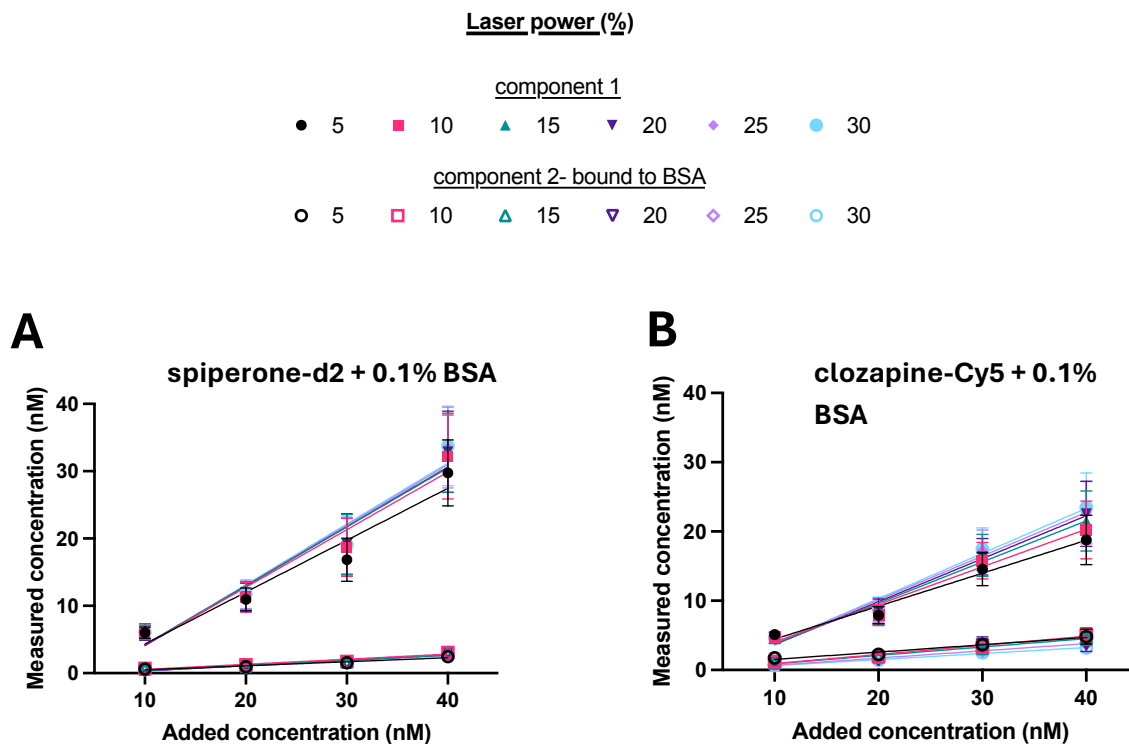 Laser power (%)
component 1
5 10 15 20 25 30
component 2- bound to BSA
5 10 15 20 25 30
A
spiperone-d2 + 0.1% BSA
Measured concentration (nM)
40
30
20
10
0
10 20 30 40
Added concentration (nM)
B
clozapine-Cy5 + 0.1%
BSA
Measured concentration (nM)
40
30
20
10
0
10 20 30 40
Added concentration (nM)